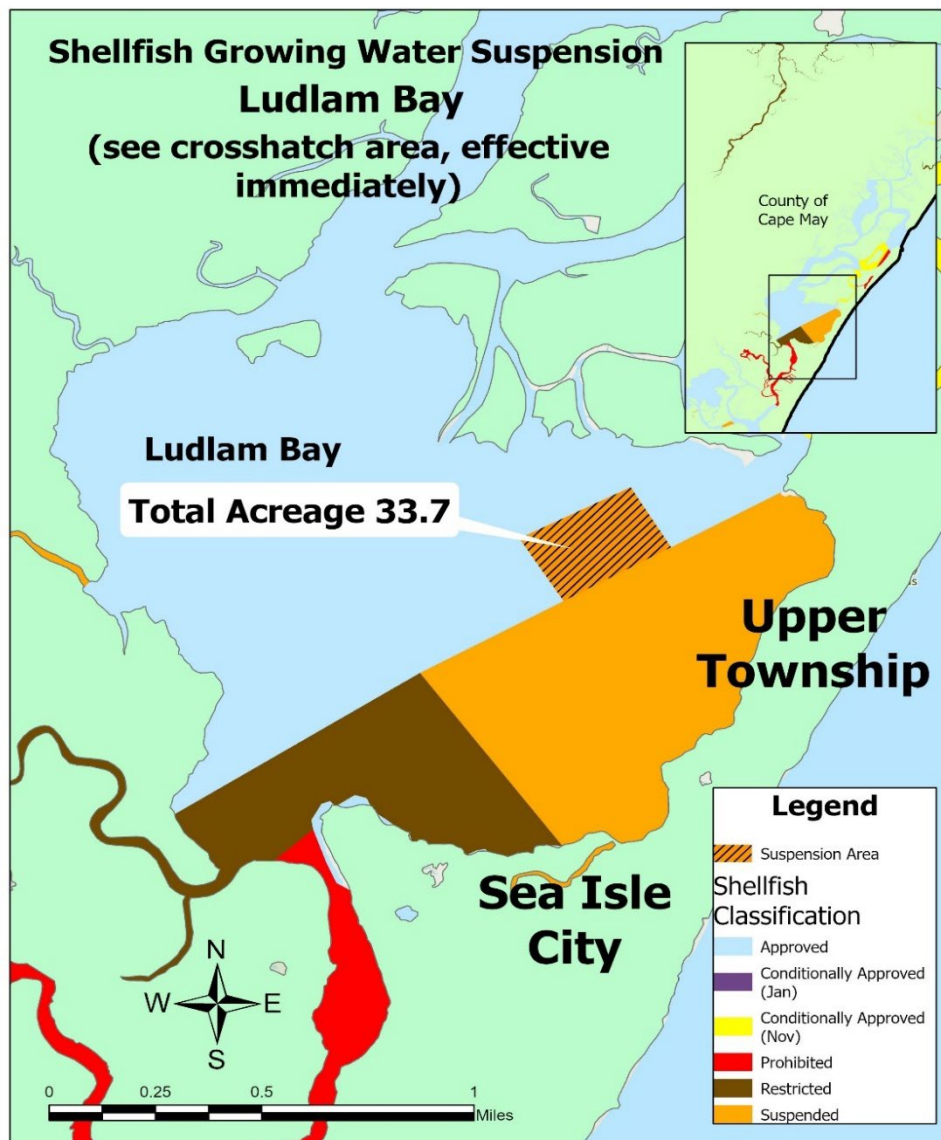 Shellfish Growing Water Suspension
Ludlam Bay
(see crosshatch area, effective
immediately)
County of
Cape May
Ludlam Bay
Total Acreage 33.7
Upper
Township
Sea Isle
City
N
W E
S
0 0.25 0.5 1
Miles
Legend
Suspension Area
Shellfish
Classification
Approved
Conditionally Approved
(Jan)
Conditionally Approved
(Nov)
Prohibited
Restricted
Suspended